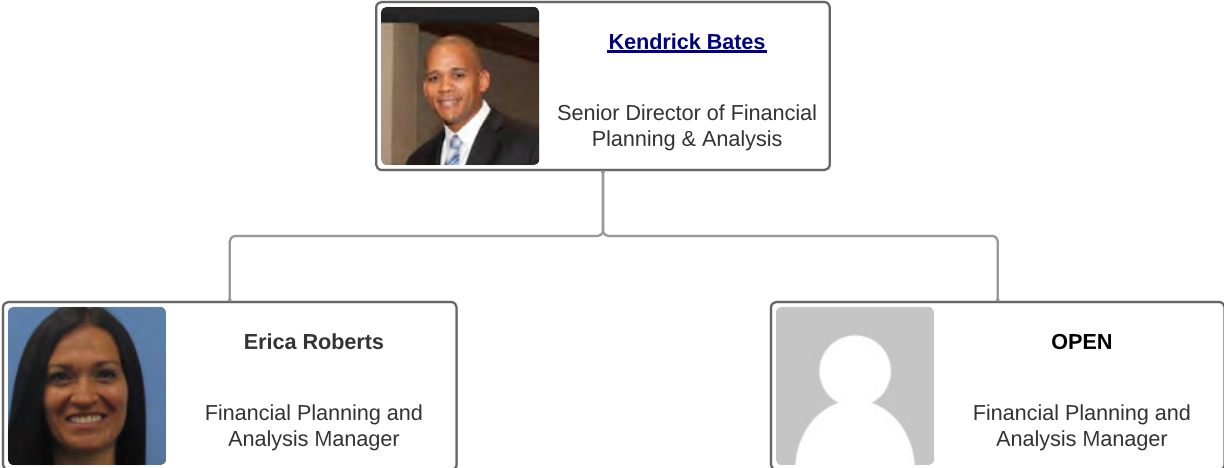 Kendrick Bates
Senior Director of Financial
Planning & Analysis
Erica Roberts
Financial Planning and
Analysis Manager
OPEN
Financial Planning and
Analysis Manager